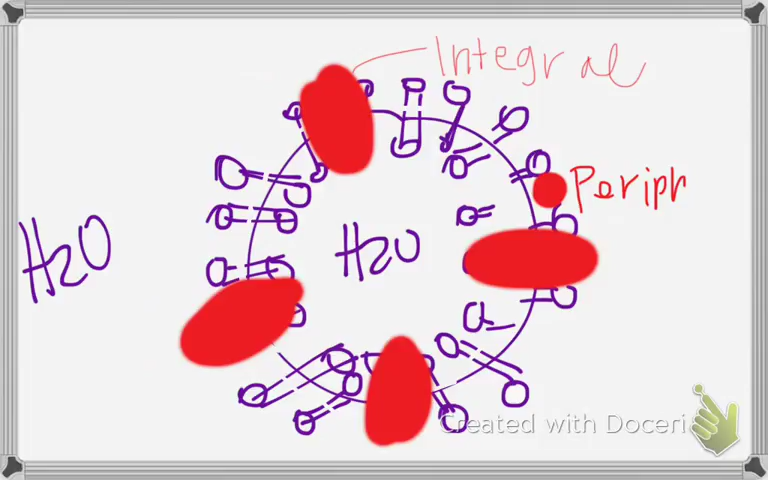 Integral
Periph
H2O
H2O
Created with Doceri